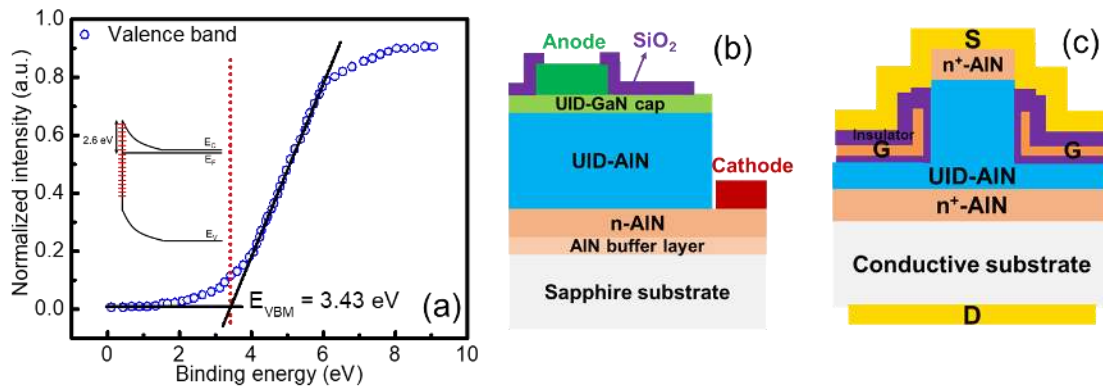 1.0
0.8
0.6
0.4
0.2
0.0
Normalized intensity (a.u.)
Valence band
2.6 eV
E_C
E_F
E_V
E_VBM = 3.43 eV
(a)
0 2 4 6 8 10
Binding energy (eV)
(b)
Anode
SiO₂
UID-GaN cap
UID-AlN
Cathode
n-AlN
AlN buffer layer
Sapphire substrate
(c)
S
n⁺-AlN
Insulator
G
G
UID-AlN
n⁺-AlN
Conductive substrate
D